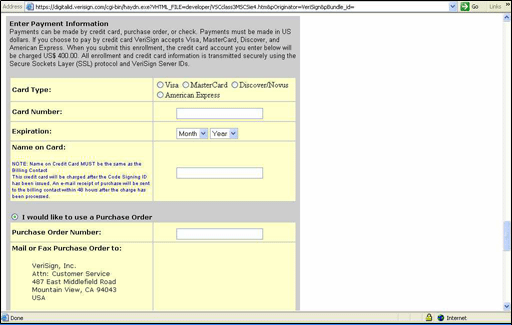 Address https://digitalid.verisign.com/cgi-bin/haydn.exe?VHTML_FILE=developer/VSCclass3MSCSie4.htm&pOriginator=VeriSign&pBundle_id= Go Links
Enter Payment Information
Payments can be made by credit card, purchase order, or check. Payments must be made in US
dollars. If you choose to pay by credit card VeriSign accepts Visa, MasterCard, Discover, and
American Express. When you submit this enrollment, the credit card account you enter below will
be charged US$ 400.00. All enrollment and credit card information is transmitted securely using the
Secure Sockets Layer (SSL) protocol and VeriSign Server IDs.
Card Type: Visa MasterCard Discover/Novus
American Express
Card Number:
Expiration: Month Year
Name on Card:
NOTE: Name on Credit Card MUST be the same as the
Billing Contact
This credit card will be charged after the Code Signing ID
has been issued. An e-mail receipt of purchase will be sent
to the billing contact within 48 hours after the charge has
been processed.
I would like to use a Purchase Order
Purchase Order Number:
Mail or Fax Purchase Order to:
VeriSign, Inc.
Attn: Customer Service
487 East Middlefield Road
Mountain View, CA 94043
USA
Done Internet